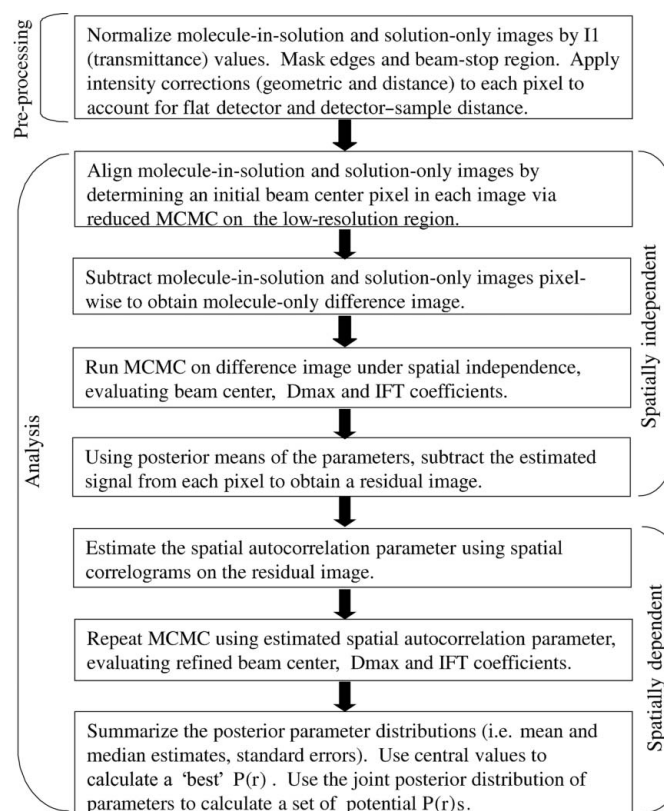 Pre-processing
Normalize molecule-in-solution and solution-only images by I1
(transmittance) values. Mask edges and beam-stop region. Apply
intensity corrections (geometric and distance) to each pixel to
account for flat detector and detector–sample distance.
Analysis
Align molecule-in-solution and solution-only images by
determining an initial beam center pixel in each image via
reduced MCMC on the low-resolution region.
Subtract molecule-in-solution and solution-only images pixel-
wise to obtain molecule-only difference image.
Run MCMC on difference image under spatial independence,
evaluating beam center, Dmax and IFT coefficients.
Using posterior means of the parameters, subtract the estimated
signal from each pixel to obtain a residual image.
Spatially independent
Estimate the spatial autocorrelation parameter using spatial
correlograms on the residual image.
Repeat MCMC using estimated spatial autocorrelation parameter,
evaluating refined beam center, Dmax and IFT coefficients.
Summarize the posterior parameter distributions (i.e. mean and
median estimates, standard errors). Use central values to
calculate a ‘best’ P(r) . Use the joint posterior distribution of
parameters to calculate a set of potential P(r)s.
Spatially dependent